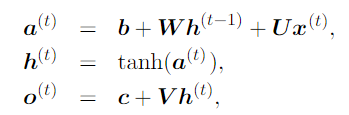 a^(t) = b + Wh^(t−1) + Ux^(t),
h^(t) = tanh(a^(t)),
o^(t) = c + Vh^(t),